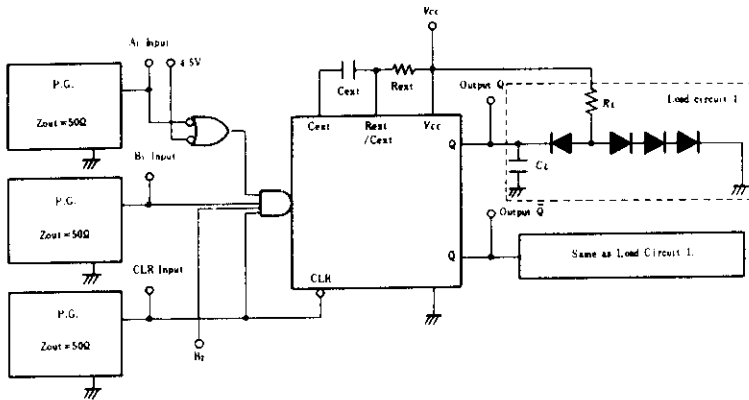 A1 Input
4.5V
P.G.
Zout=50Ω
B1 Input
P.G.
Zout=50Ω
CLR Input
P.G.
Zout=50Ω
B2
Vcc
Cext
Rext
Cext
Rext
/Cext
Vcc
Q
Q
CLR
Output Q
RL
Load circuit 1
CL
Output Q̄
Same as Load Circuit 1.